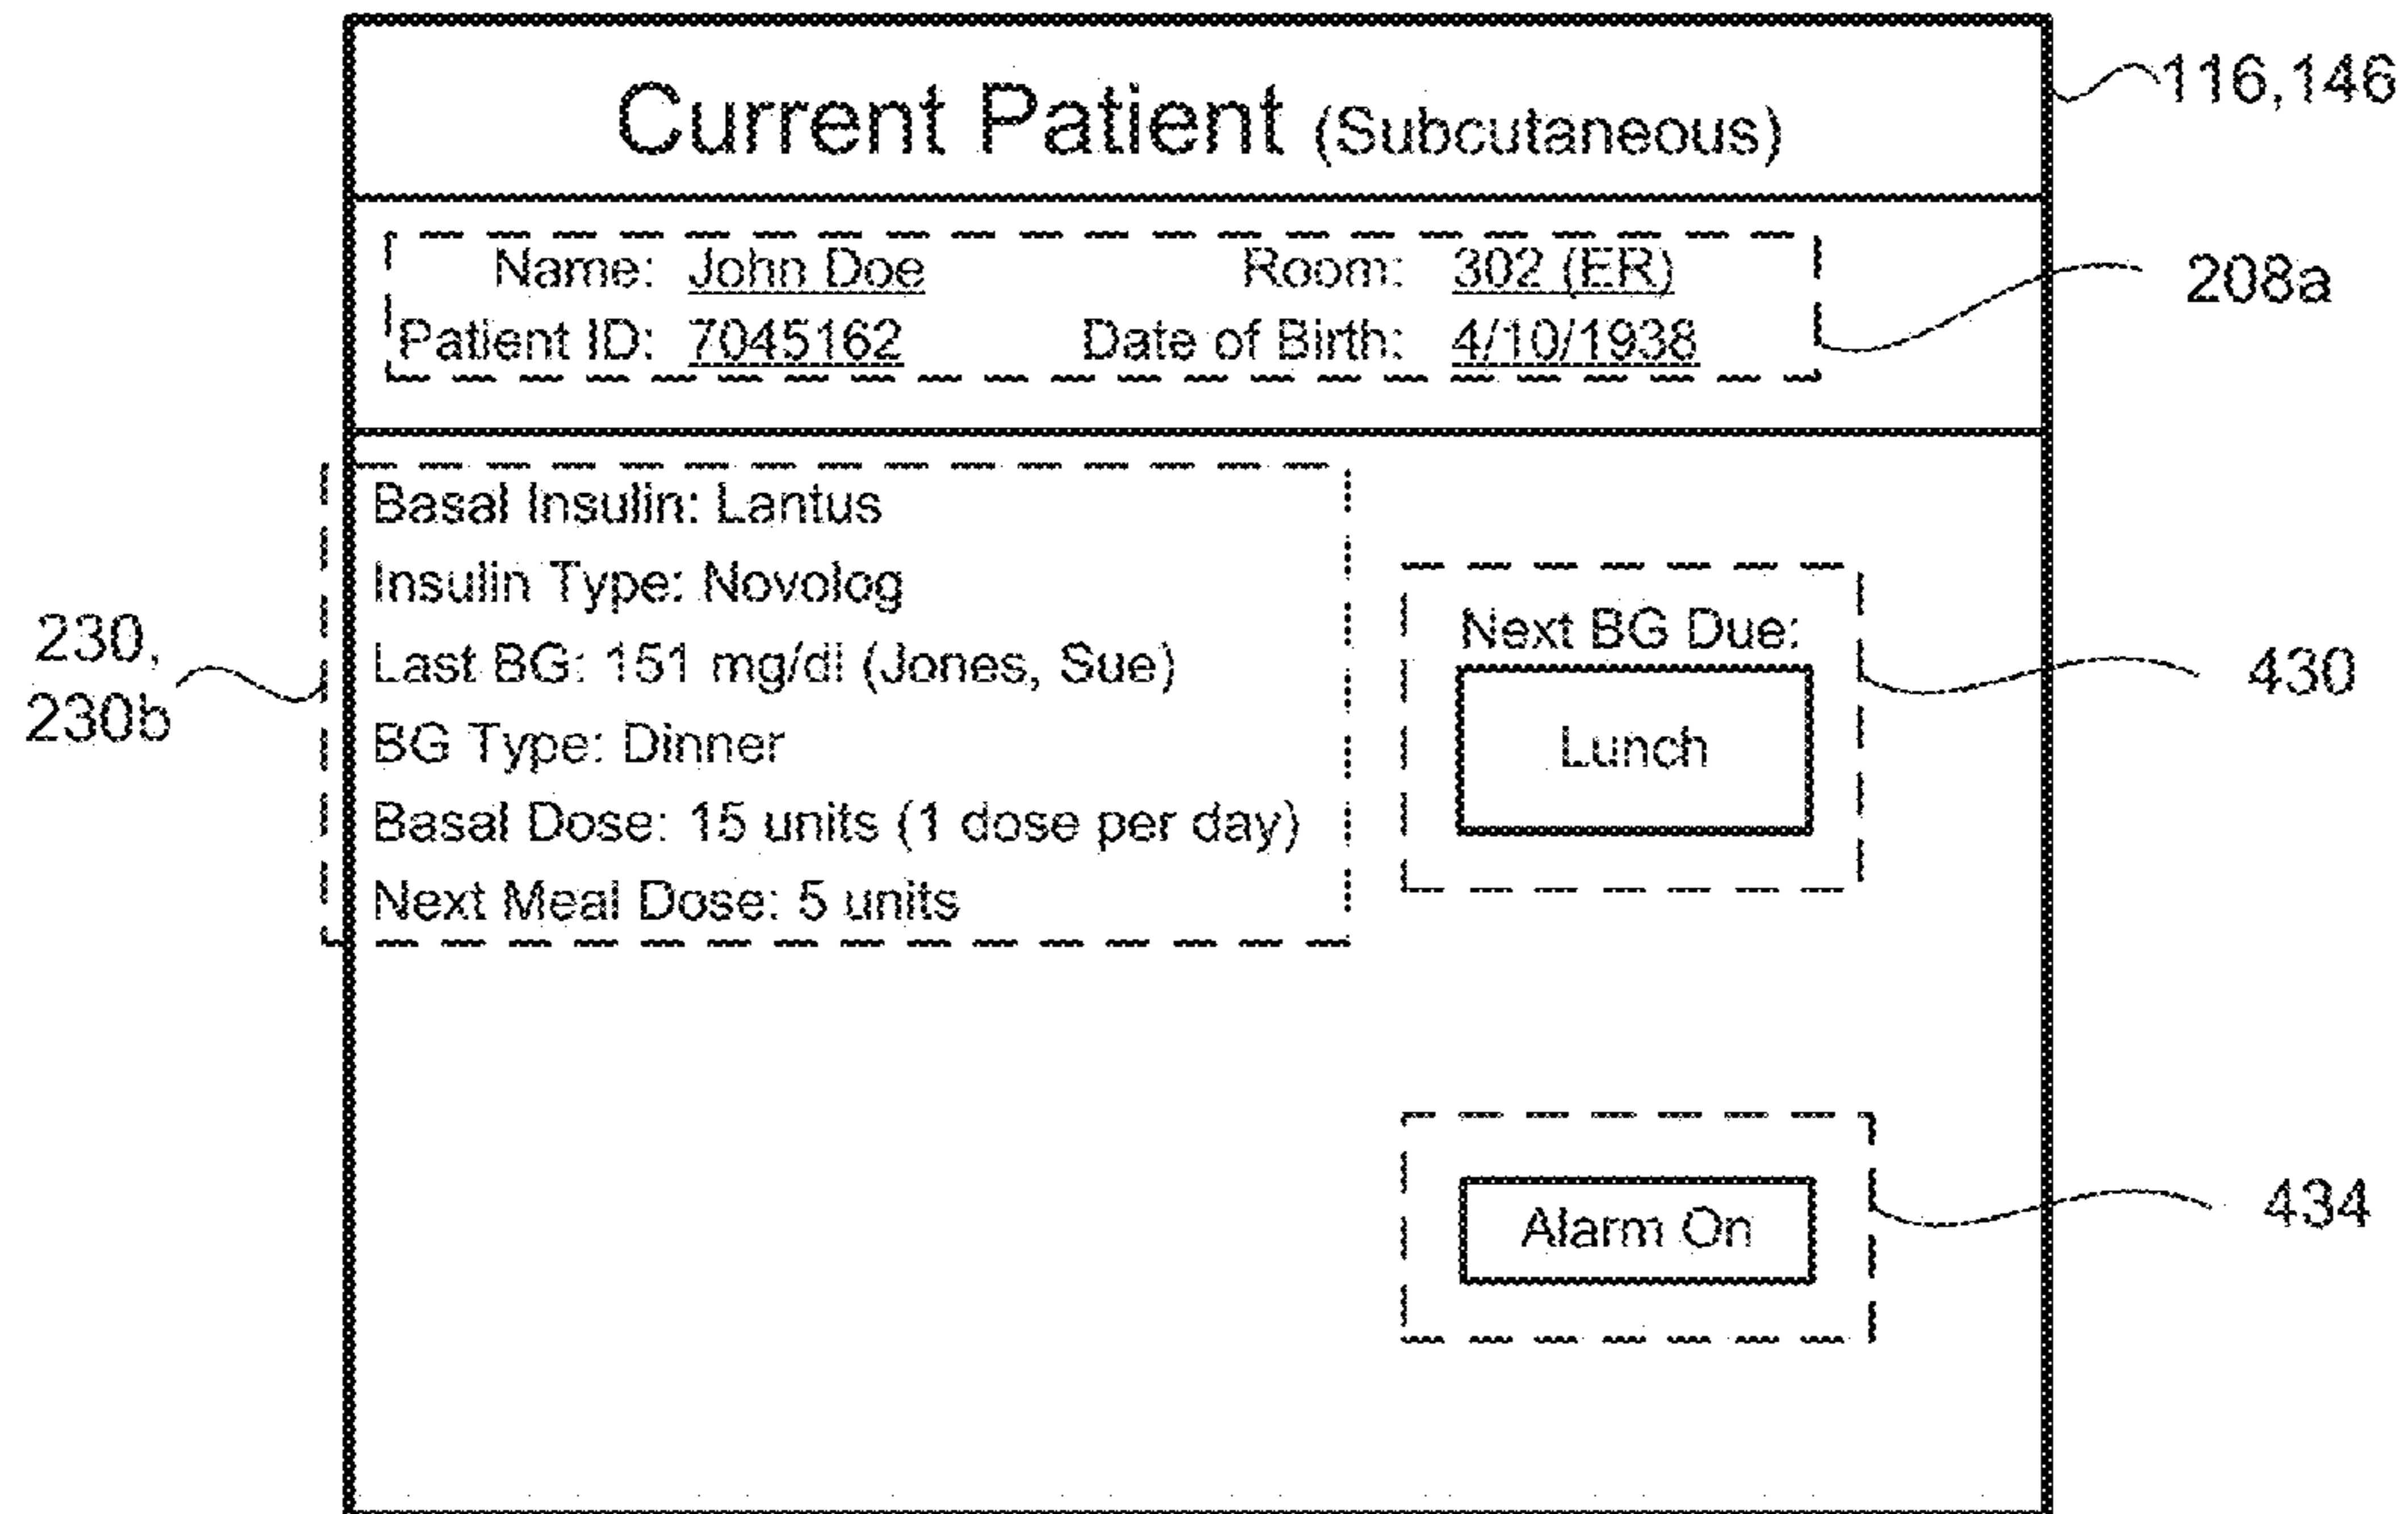 Current Patient (Subcutaneous)
116,146
Name: John Doe Room: 302 (ER)
Patient ID: 7045162 Date of Birth: 4/10/1938
208a
Basal Insulin: Lantus
Insulin Type: Novolog
Last BG: 151 mg/dl (Jones, Sue)
BG Type: Dinner
Basal Dose: 15 units (1 dose per day)
Next Meal Dose: 5 units
230,
230b
Next BG Due:
Lunch
430
Alarm On
434